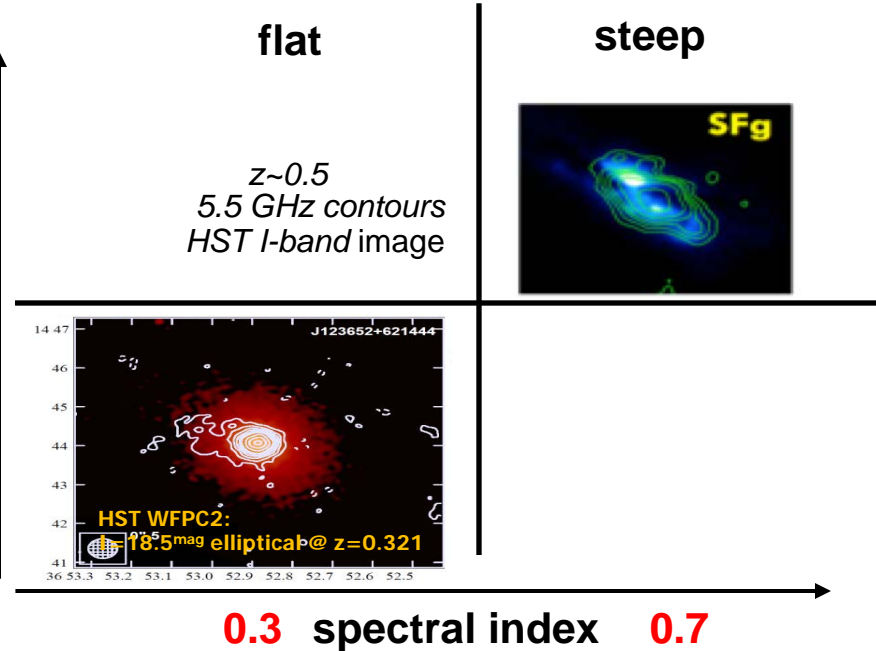 flat
steep
SFg
z~0.5
5.5 GHz contours
HST I-band image
J123652+621444
14 47
46
45
44
43
42
41
HST WFPC2:
I=18.5mag elliptical @ z=0.321
36 53.3 53.2 53.1 53.0 52.9 52.8 52.7 52.6 52.5
0.3 spectral index 0.7